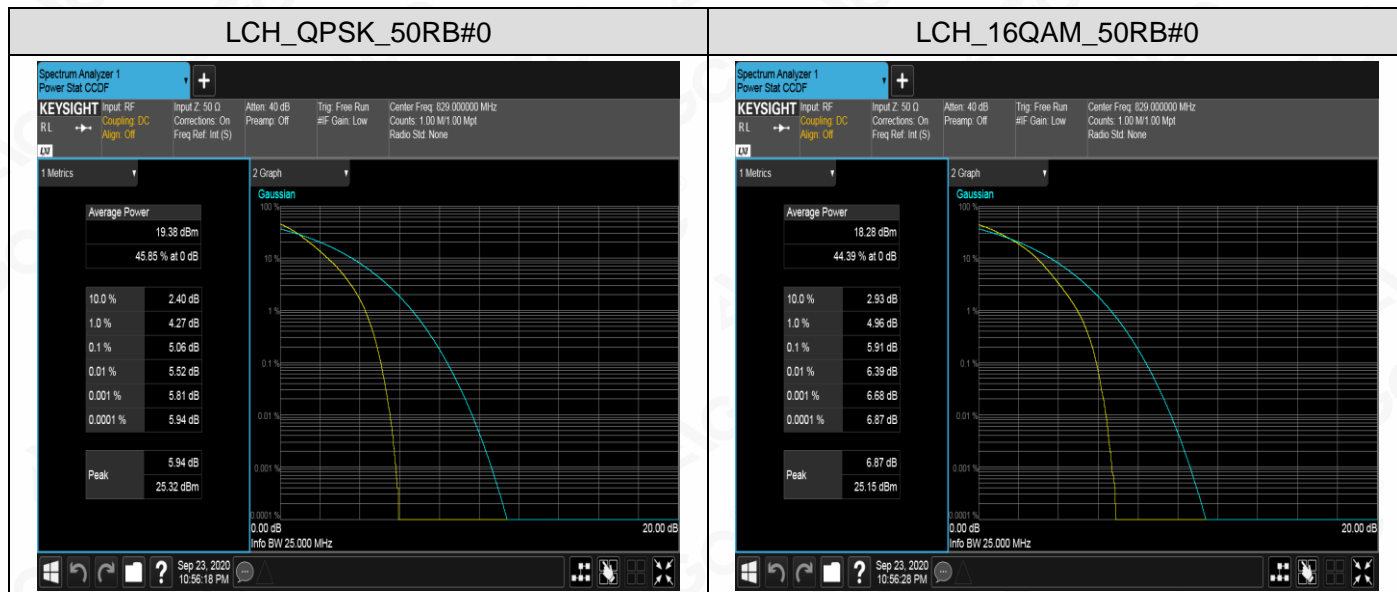 LCH_QPSK_50RB#0
LCH_16QAM_50RB#0
Spectrum Analyzer 1
Power Stat CCDF
+
KEYSIGHT
RL
LXI
Input: RF
Coupling: DC
Align: Off
Input Z: 50 Ω
Corrections: On
Freq Ref: Int (S)
Atten: 40 dB
Preamp: Off
Trig: Free Run
#IF Gain: Low
Center Freq: 829.000000 MHz
Counts: 1.00 M/1.00 Mpt
Radio Std: None
1 Metrics
Average Power
19.38 dBm
45.85 % at 0 dB
10.0 % 2.40 dB
1.0 % 4.27 dB
0.1 % 5.06 dB
0.01 % 5.52 dB
0.001 % 5.81 dB
0.0001 % 5.94 dB
Peak
5.94 dB
25.32 dBm
2 Graph
Gaussian
100 %
10 %
1 %
0.1 %
0.01 %
0.001 %
0.0001 %
0.00 dB
20.00 dB
Info BW 25.000 MHz
?
Sep 23, 2020
10:56:18 PM
Spectrum Analyzer 1
Power Stat CCDF
+
KEYSIGHT
RL
LXI
Input: RF
Coupling: DC
Align: Off
Input Z: 50 Ω
Corrections: On
Freq Ref: Int (S)
Atten: 40 dB
Preamp: Off
Trig: Free Run
#IF Gain: Low
Center Freq: 829.000000 MHz
Counts: 1.00 M/1.00 Mpt
Radio Std: None
1 Metrics
Average Power
18.28 dBm
44.39 % at 0 dB
10.0 % 2.93 dB
1.0 % 4.96 dB
0.1 % 5.91 dB
0.01 % 6.39 dB
0.001 % 6.68 dB
0.0001 % 6.87 dB
Peak
6.87 dB
25.15 dBm
2 Graph
Gaussian
100 %
10 %
1 %
0.1 %
0.01 %
0.001 %
0.0001 %
0.00 dB
20.00 dB
Info BW 25.000 MHz
?
Sep 23, 2020
10:56:28 PM